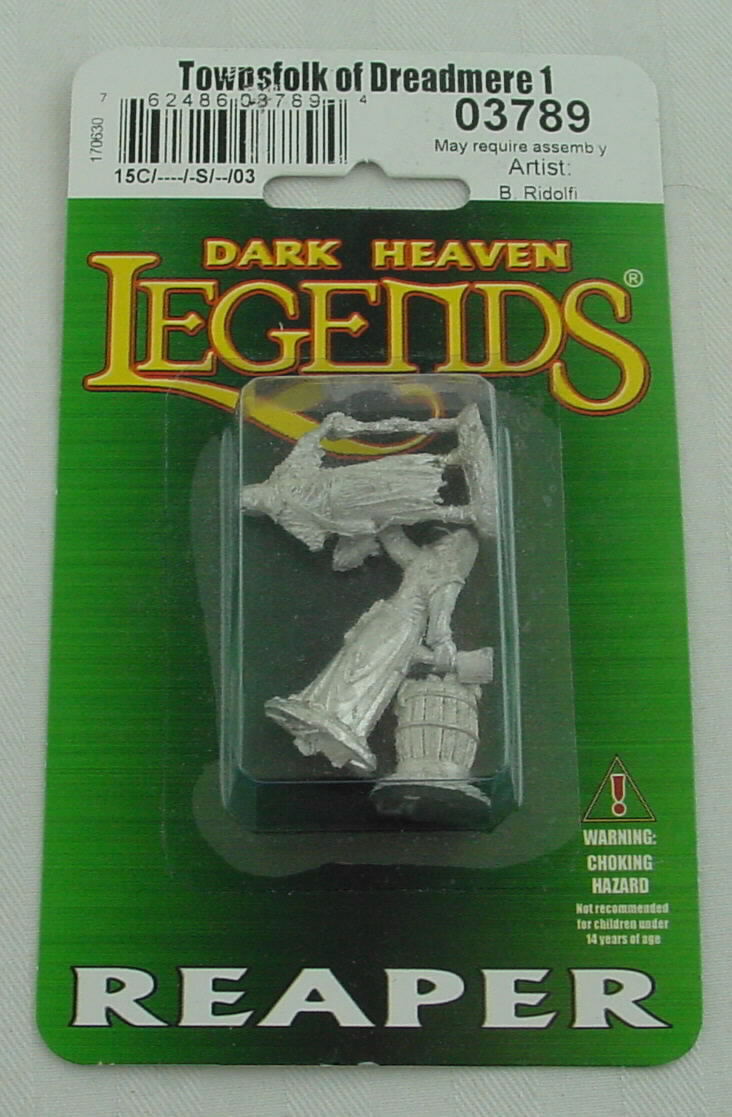 Townsfolk of Dreadmere 1
7 62486 03789 4
03789
170630
May require assemb y
15C/----/-S/--/03
Artist:
B. Ridolfi
DARK HEAVEN
LEGENDS®
WARNING:
CHOKING
HAZARD
Not recommended
for children under
14 years of age
REAPER